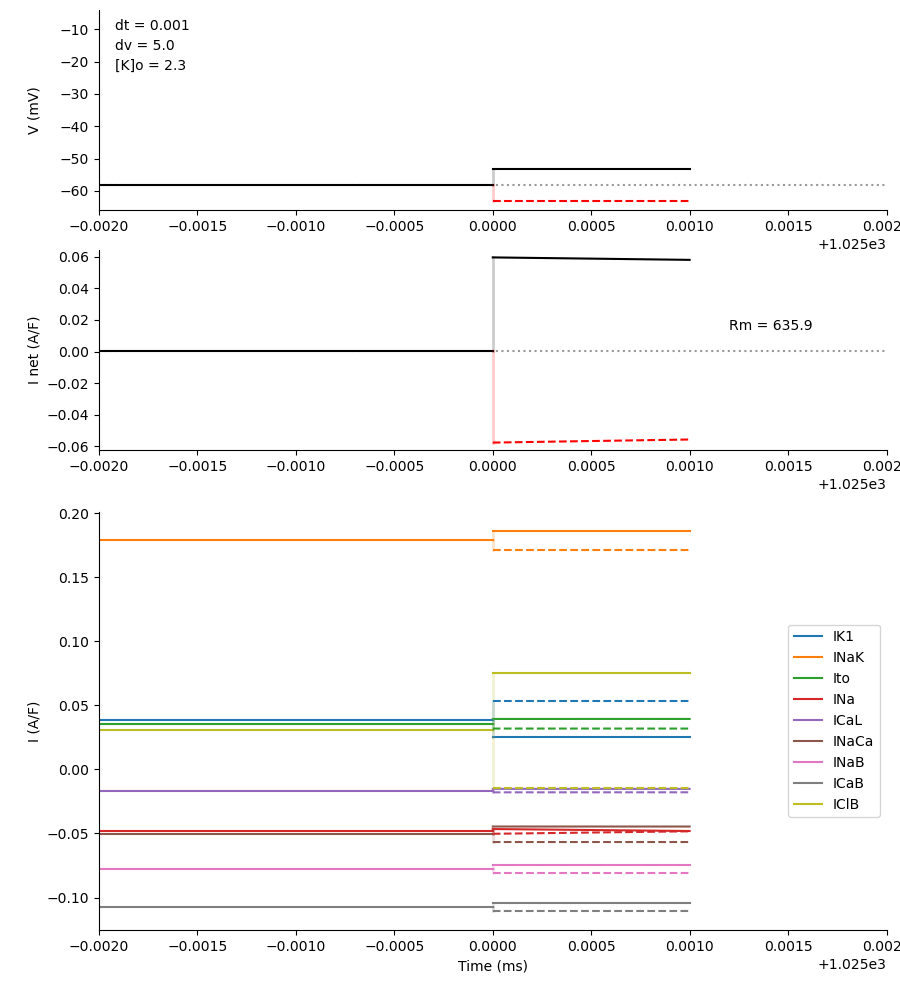 dt = 0.001
dv = 5.0
[K]o = 2.3
V (mV)
−10
−20
−30
−40
−50
−60
−0.0020 −0.0015 −0.0010 −0.0005 0.0000 0.0005 0.0010 0.0015 0.002
+1.025e3
I net (A/F)
0.06
0.04
0.02
0.00
−0.02
−0.04
−0.06
Rm = 635.9
−0.0020 −0.0015 −0.0010 −0.0005 0.0000 0.0005 0.0010 0.0015 0.002
+1.025e3
I (A/F)
0.20
0.15
0.10
0.05
0.00
−0.05
−0.10
IK1
INaK
Ito
INa
ICaL
INaCa
INaB
ICaB
IClB
−0.0020 −0.0015 −0.0010 −0.0005 0.0000 0.0005 0.0010 0.0015 0.002
Time (ms)
+1.025e3